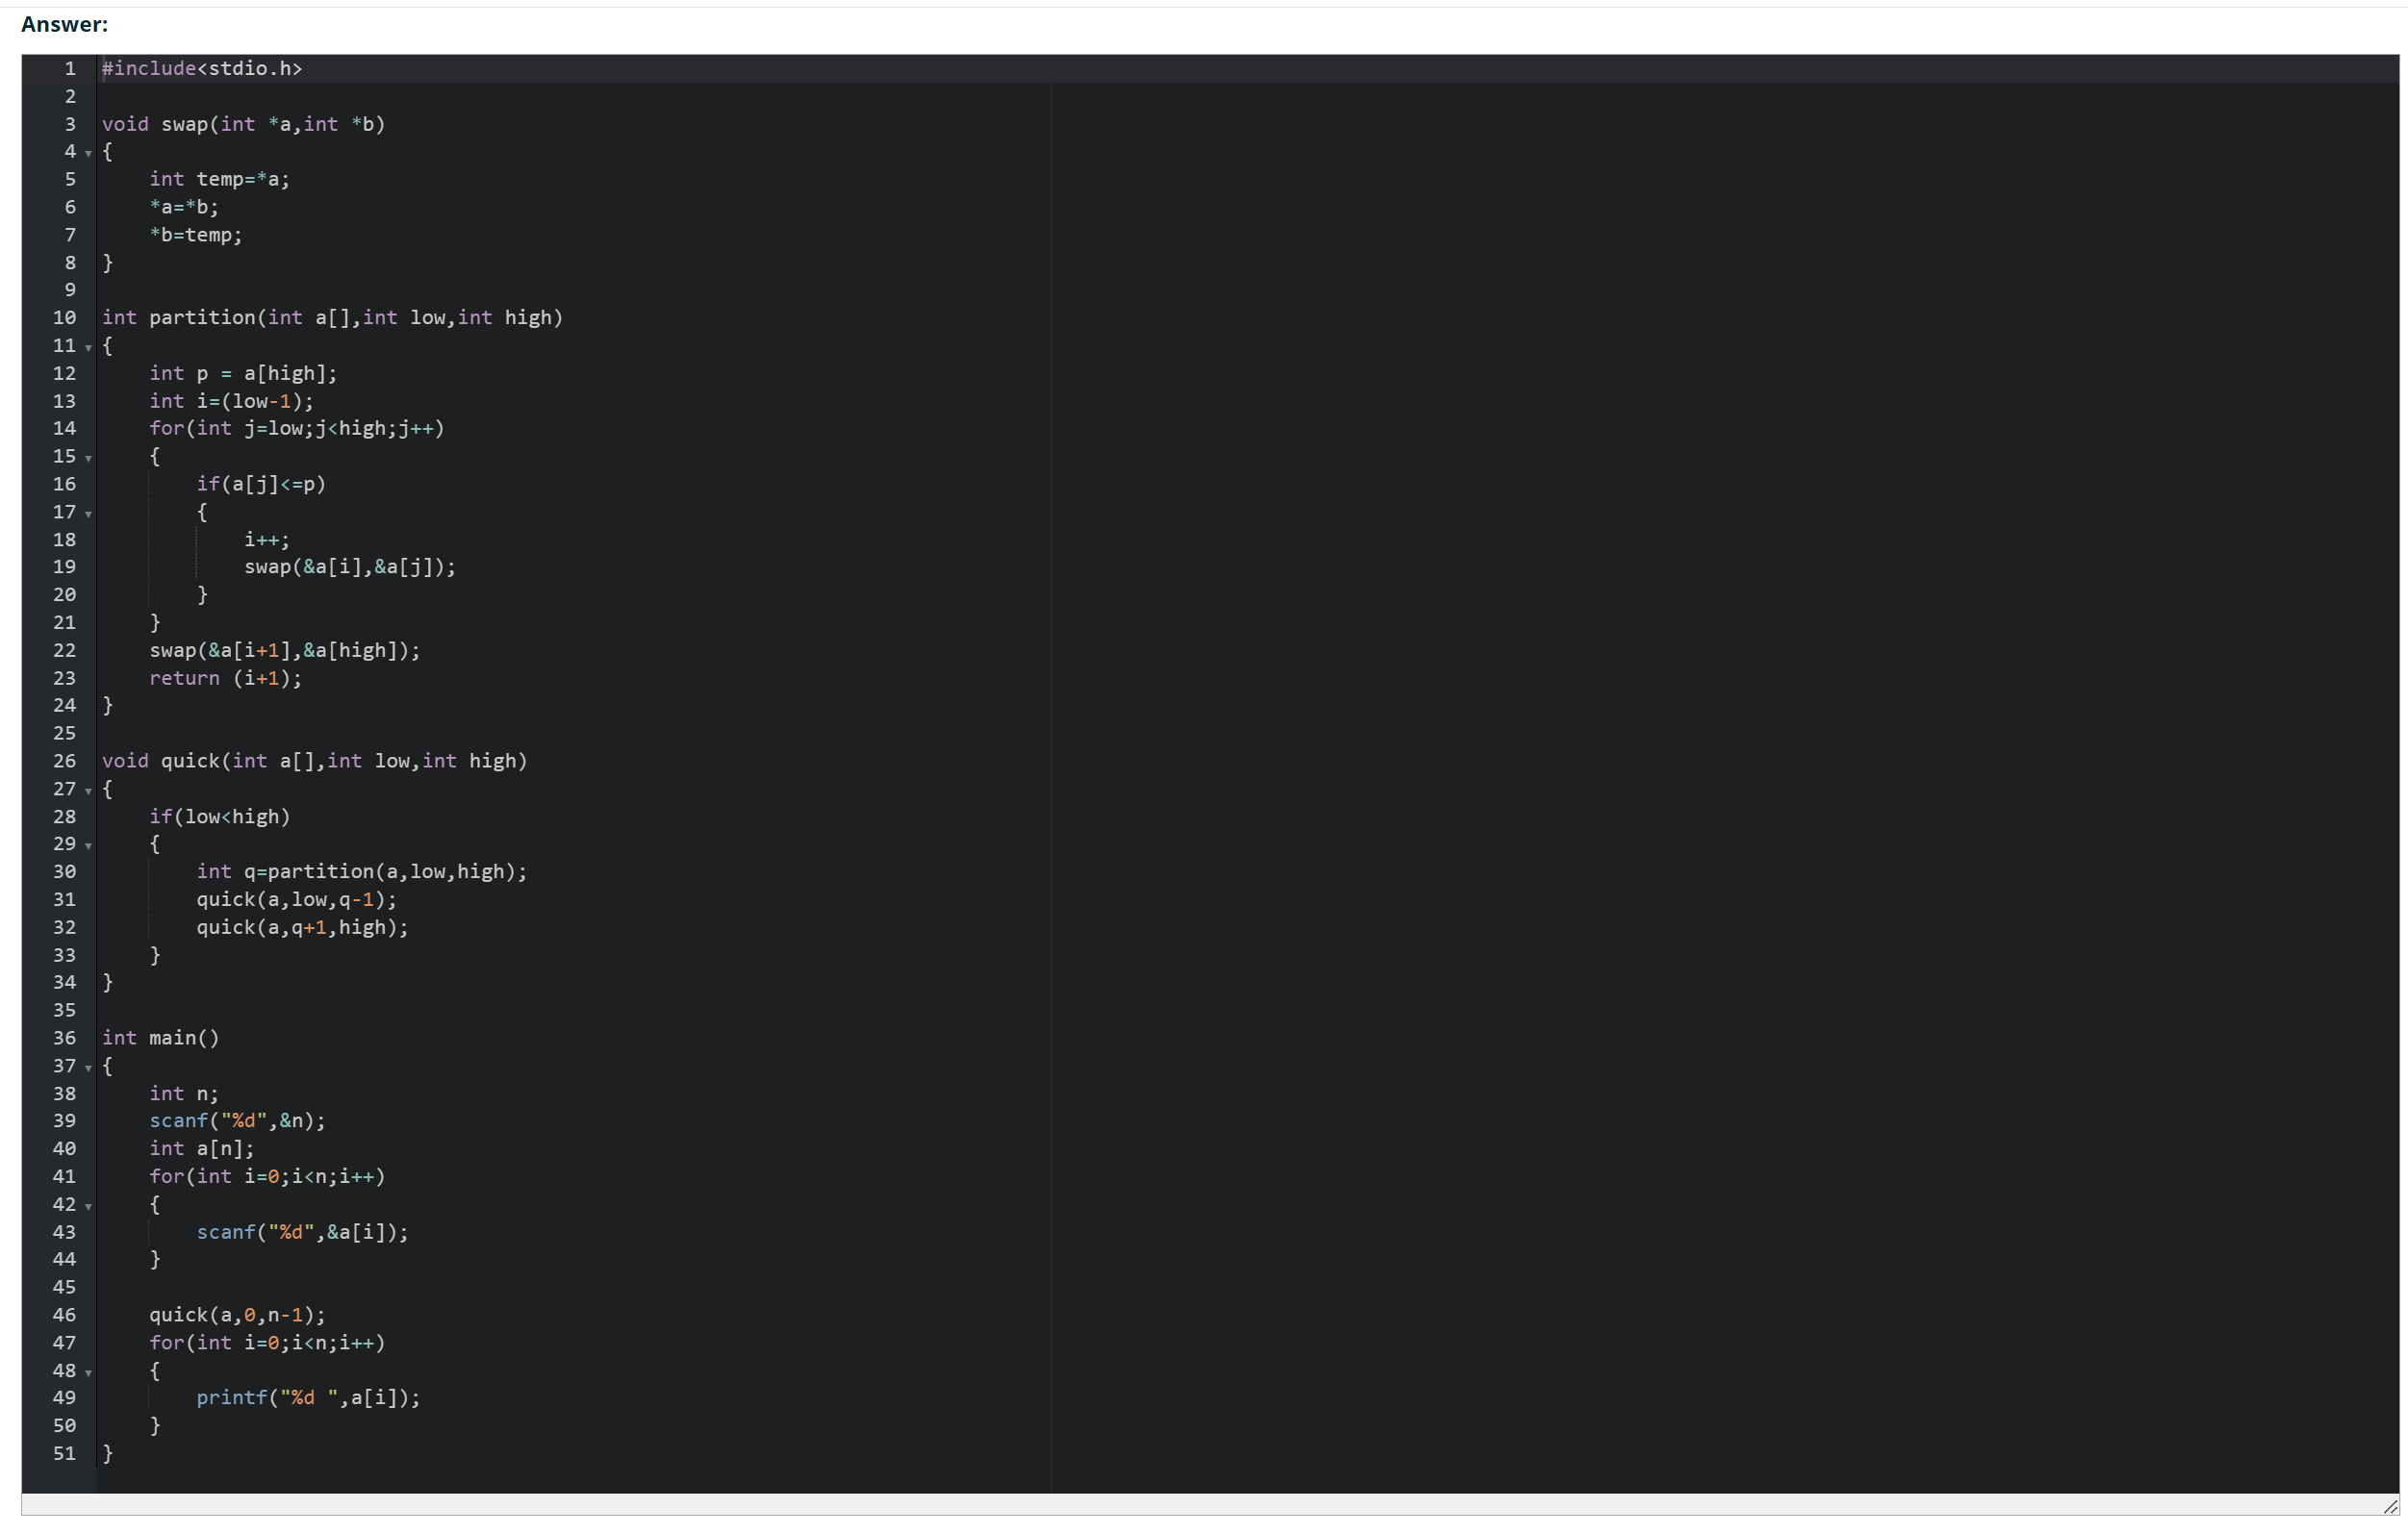 Answer:
1 #include<stdio.h>
2
3 void swap(int *a,int *b)
4 {
5     int temp=*a;
6     *a=*b;
7     *b=temp;
8 }
9
10 int partition(int a[],int low,int high)
11 {
12     int p = a[high];
13     int i=(low-1);
14     for(int j=low;j<high;j++)
15     {
16         if(a[j]<=p)
17         {
18             i++;
19             swap(&a[i],&a[j]);
20         }
21     }
22     swap(&a[i+1],&a[high]);
23     return (i+1);
24 }
25
26 void quick(int a[],int low,int high)
27 {
28     if(low<high)
29     {
30         int q=partition(a,low,high);
31         quick(a,low,q-1);
32         quick(a,q+1,high);
33     }
34 }
35
36 int main()
37 {
38     int n;
39     scanf("%d",&n);
40     int a[n];
41     for(int i=0;i<n;i++)
42     {
43         scanf("%d",&a[i]);
44     }
45
46     quick(a,0,n-1);
47     for(int i=0;i<n;i++)
48     {
49         printf("%d ",a[i]);
50     }
51 }